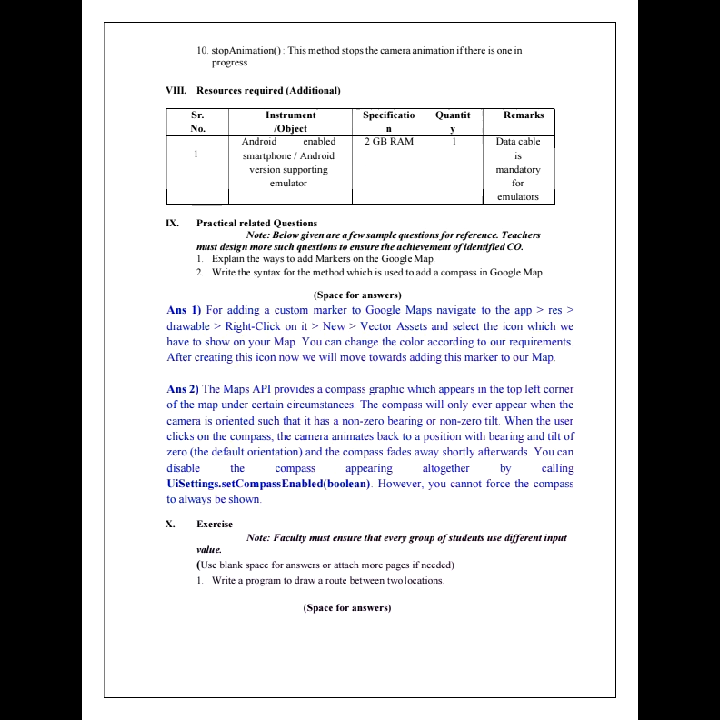 10. stopAnimation() : This method stops the camera animation if there is one in
progress
VIII. Resources required (Additional)
Sr. Instrument Specificatio Quantit Remarks
No. /Object n y
1 Android enabled 2 GB RAM 1 Data cable
smartphone / Android is
version supporting mandatory
emulator for
emulators
IX. Practical related Questions
Note: Below given are a few sample questions for reference. Teachers
must design more such questions to ensure the achievement of identified CO.
1. Explain the ways to add Markers on the Google Map
2. Write the syntax for the method which is used to add a compass in Google Map
(Space for answers)
Ans 1) For adding a custom marker to Google Maps navigate to the app > res >
drawable > Right-Click on it > New > Vector Assets and select the icon which we
have to show on your Map. You can change the color according to our requirements.
After creating this icon now we will move towards adding this marker to our Map.
Ans 2) The Maps API provides a compass graphic which appears in the top left corner
of the map under certain circumstances. The compass will only ever appear when the
camera is oriented such that it has a non-zero bearing or non-zero tilt. When the user
clicks on the compass, the camera animates back to a position with bearing and tilt of
zero (the default orientation) and the compass fades away shortly afterwards. You can
disable the compass appearing altogether by calling
UiSettings.setCompassEnabled(boolean). However, you cannot force the compass
to always be shown.
X. Exercise
Note: Faculty must ensure that every group of students use different input
value.
(Use blank space for answers or attach more pages if needed)
1. Write a program to draw a route between two locations.
(Space for answers)